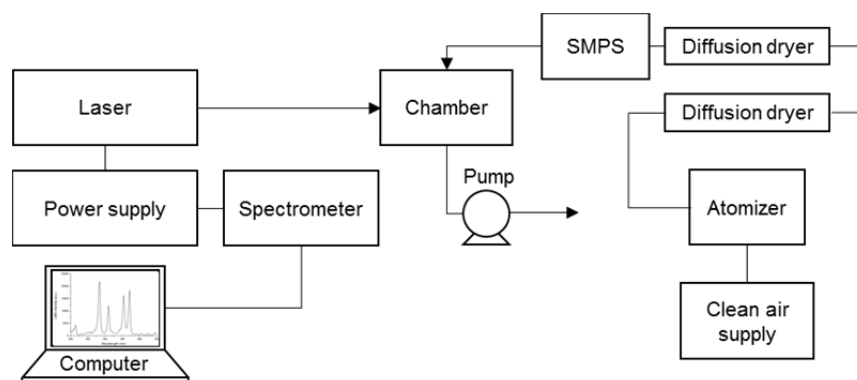 SMPS
Diffusion dryer
Laser
Chamber
Diffusion dryer
Pump
Power supply
Spectrometer
Atomizer
Clean air
supply
Computer